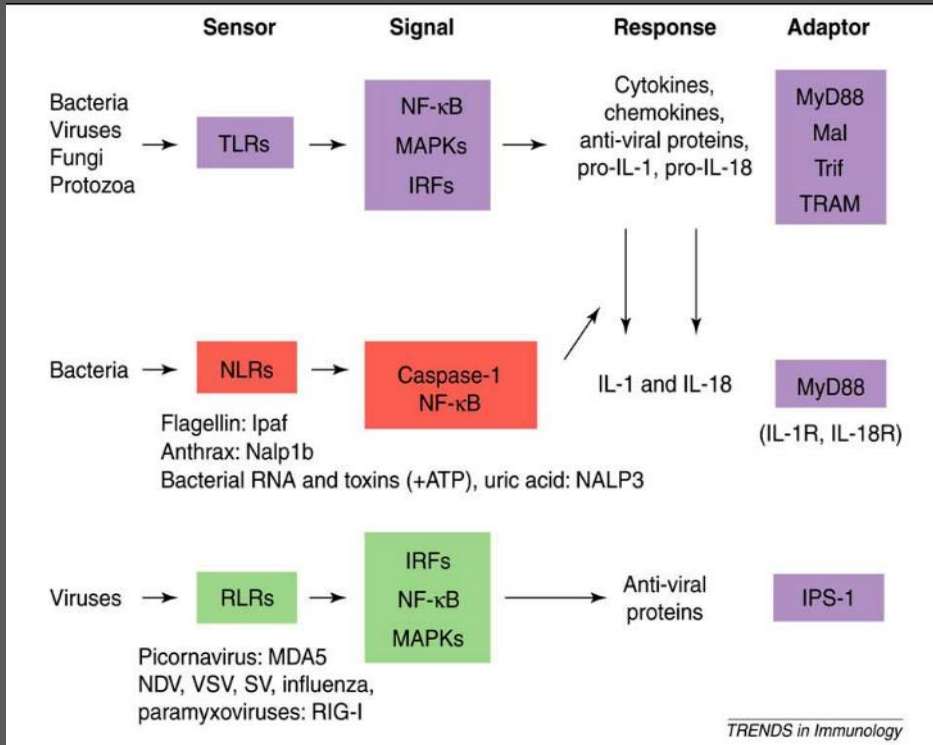 Sensor
Signal
Response
Adaptor
Bacteria
Viruses
Fungi
Protozoa
TLRs
NF-κB
MAPKs
IRFs
Cytokines,
chemokines,
anti-viral proteins,
pro-IL-1, pro-IL-18
MyD88
Mal
Trif
TRAM
Bacteria
NLRs
Caspase-1
NF-κB
IL-1 and IL-18
MyD88
(IL-1R, IL-18R)
Flagellin: Ipaf
Anthrax: Nalp1b
Bacterial RNA and toxins (+ATP), uric acid: NALP3
Viruses
RLRs
IRFs
NF-κB
MAPKs
Anti-viral
proteins
IPS-1
Picornavirus: MDA5
NDV, VSV, SV, influenza,
paramyxoviruses: RIG-I
TRENDS in Immunology